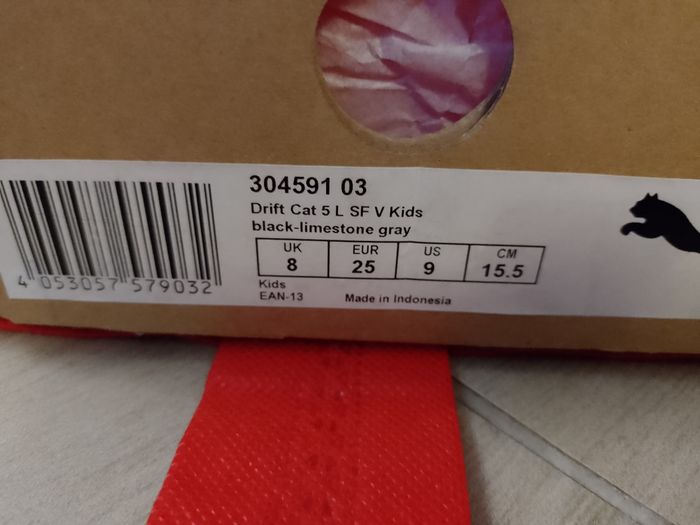 304591 03
Drift Cat 5 L SF V Kids
black-limestone gray
UK EUR US CM
8 25 9 15.5
4 053057 579032
Kids
EAN-13 Made in Indonesia